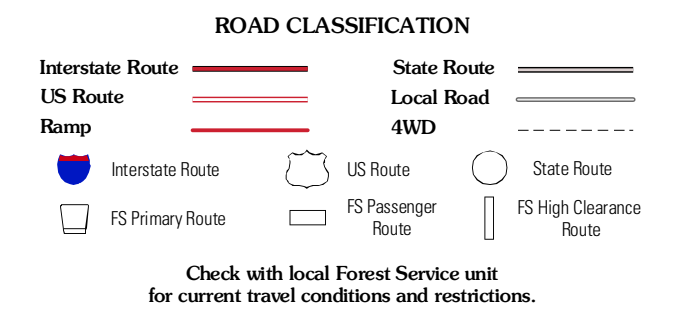 ROAD CLASSIFICATION
Interstate Route
State Route
US Route
Local Road
Ramp
4WD
Interstate Route
US Route
State Route
FS Primary Route
FS Passenger
Route
FS High Clearance
Route
Check with local Forest Service unit
for current travel conditions and restrictions.